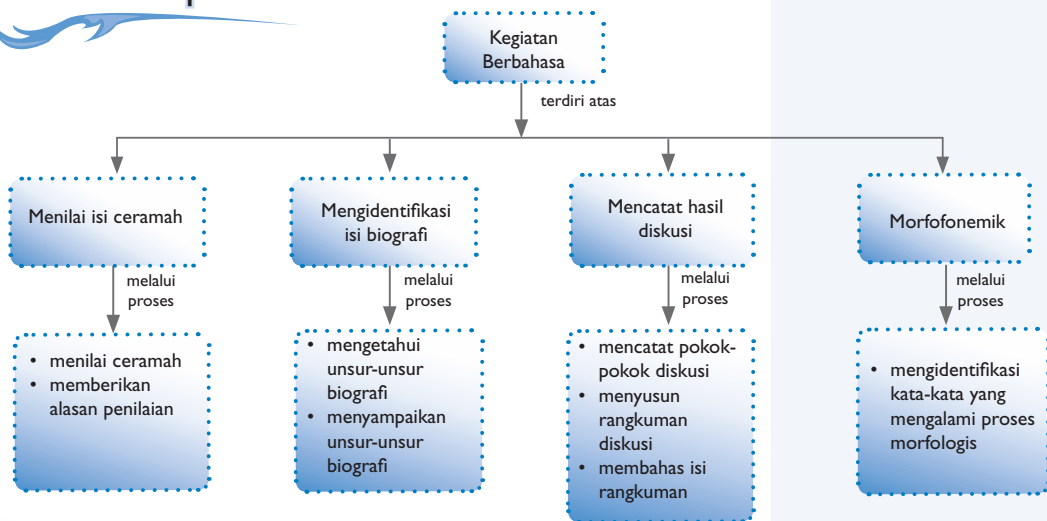 Kegiatan
Berbahasa
terdiri atas
Menilai isi ceramah
Mengidentifikasi
isi biografi
Mencatat hasil
diskusi
Morfofonemik
melalui
proses
melalui
proses
melalui
proses
melalui
proses
• menilai ceramah
• memberikan
alasan penilaian
• mengetahui
unsur-unsur
biografi
• menyampaikan
unsur-unsur
biografi
• mencatat pokok-
pokok diskusi
• menyusun
rangkuman
diskusi
• membahas isi
rangkuman
• mengidentifikasi
kata-kata yang
mengalami proses
morfologis